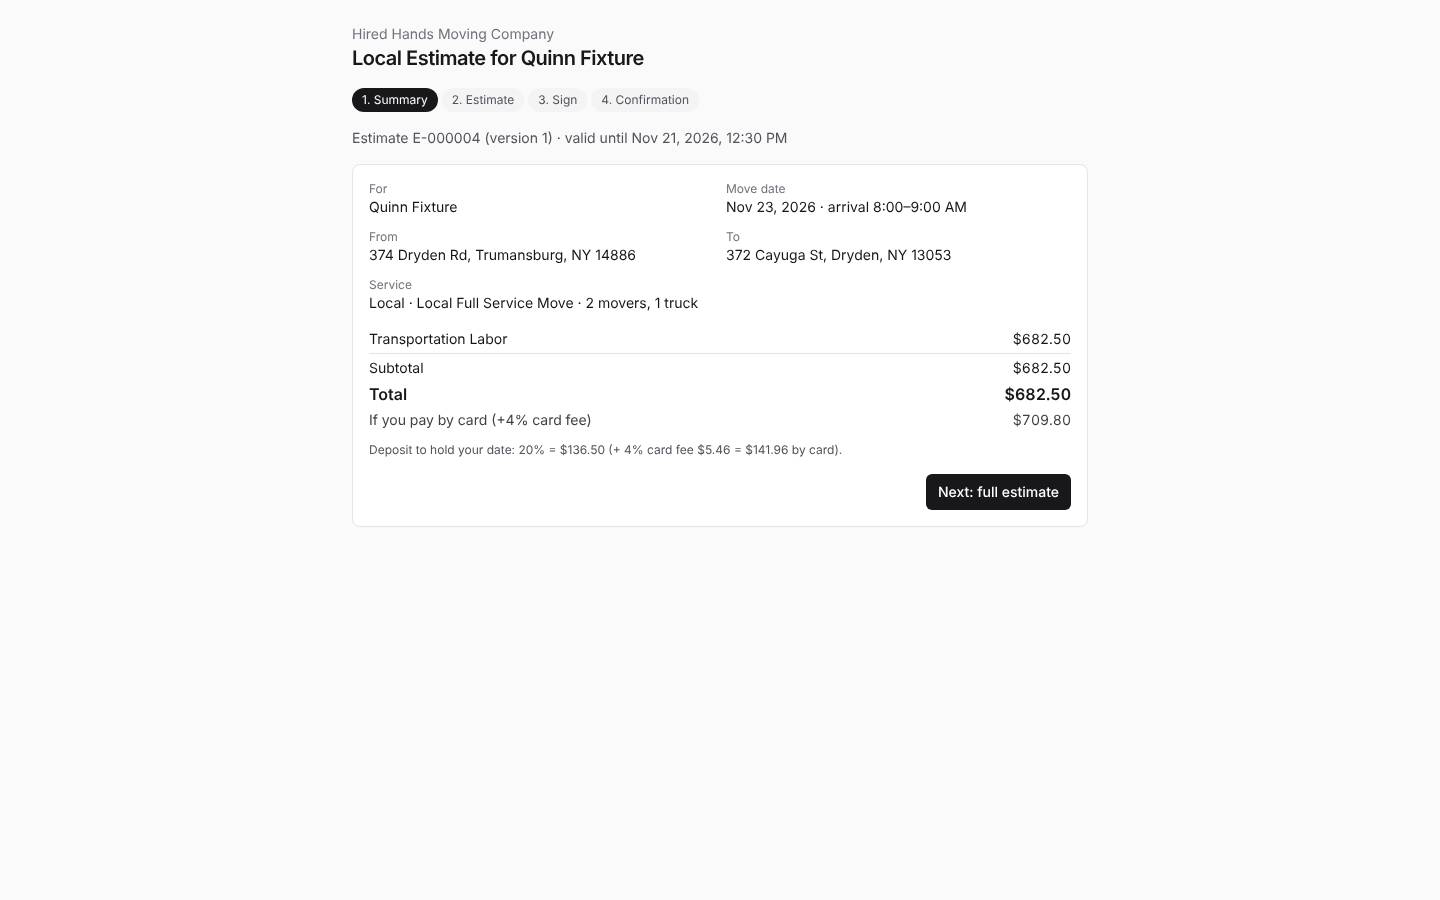 Hired Hands Moving Company
Local Estimate for Quinn Fixture
1. Summary 2. Estimate 3. Sign 4. Confirmation
Estimate E-000004 (version 1) · valid until Nov 21, 2026, 12:30 PM
For
Quinn Fixture
Move date
Nov 23, 2026 · arrival 8:00–9:00 AM
From
374 Dryden Rd, Trumansburg, NY 14886
To
372 Cayuga St, Dryden, NY 13053
Service
Local · Local Full Service Move · 2 movers, 1 truck
Transportation Labor $682.50
Subtotal $682.50
Total $682.50
If you pay by card (+4% card fee) $709.80
Deposit to hold your date: 20% = $136.50 (+ 4% card fee $5.46 = $141.96 by card).
Next: full estimate